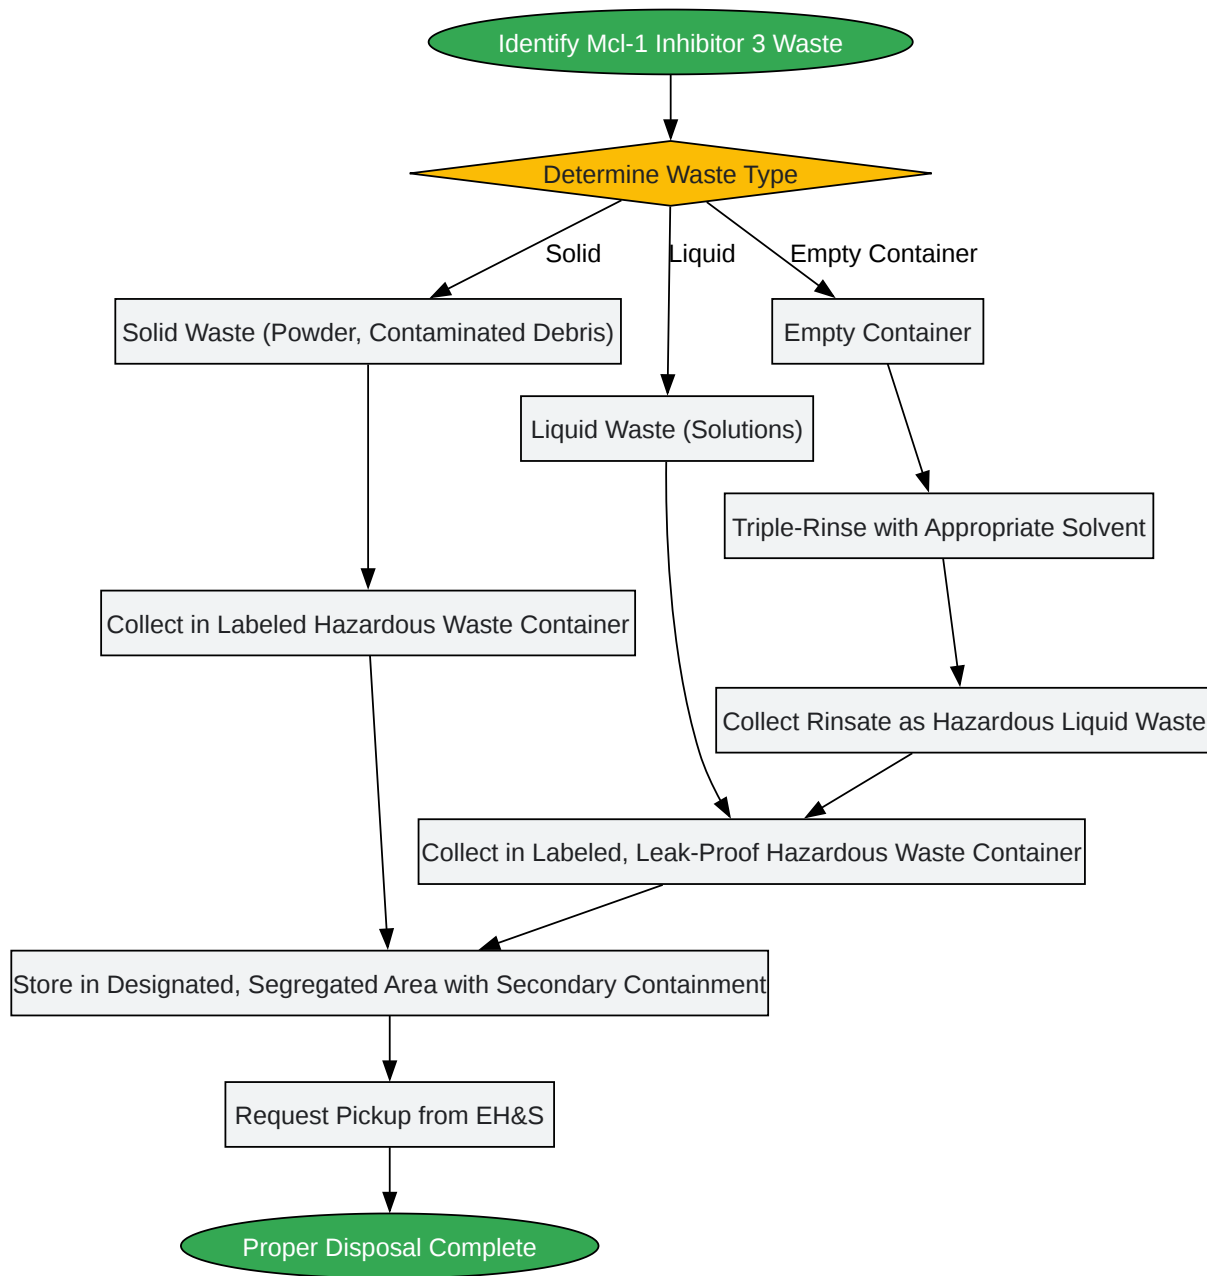 Identify Mcl-1 Inhibitor 3 Waste
Determine Waste Type
Solid
Liquid
Empty Container
Solid Waste (Powder, Contaminated Debris)
Empty Container
Liquid Waste (Solutions)
Triple-Rinse with Appropriate Solvent
Collect in Labeled Hazardous Waste Container
Collect Rinsate as Hazardous Liquid Waste
Collect in Labeled, Leak-Proof Hazardous Waste Container
Store in Designated, Segregated Area with Secondary Containment
Request Pickup from EH&S
Proper Disposal Complete